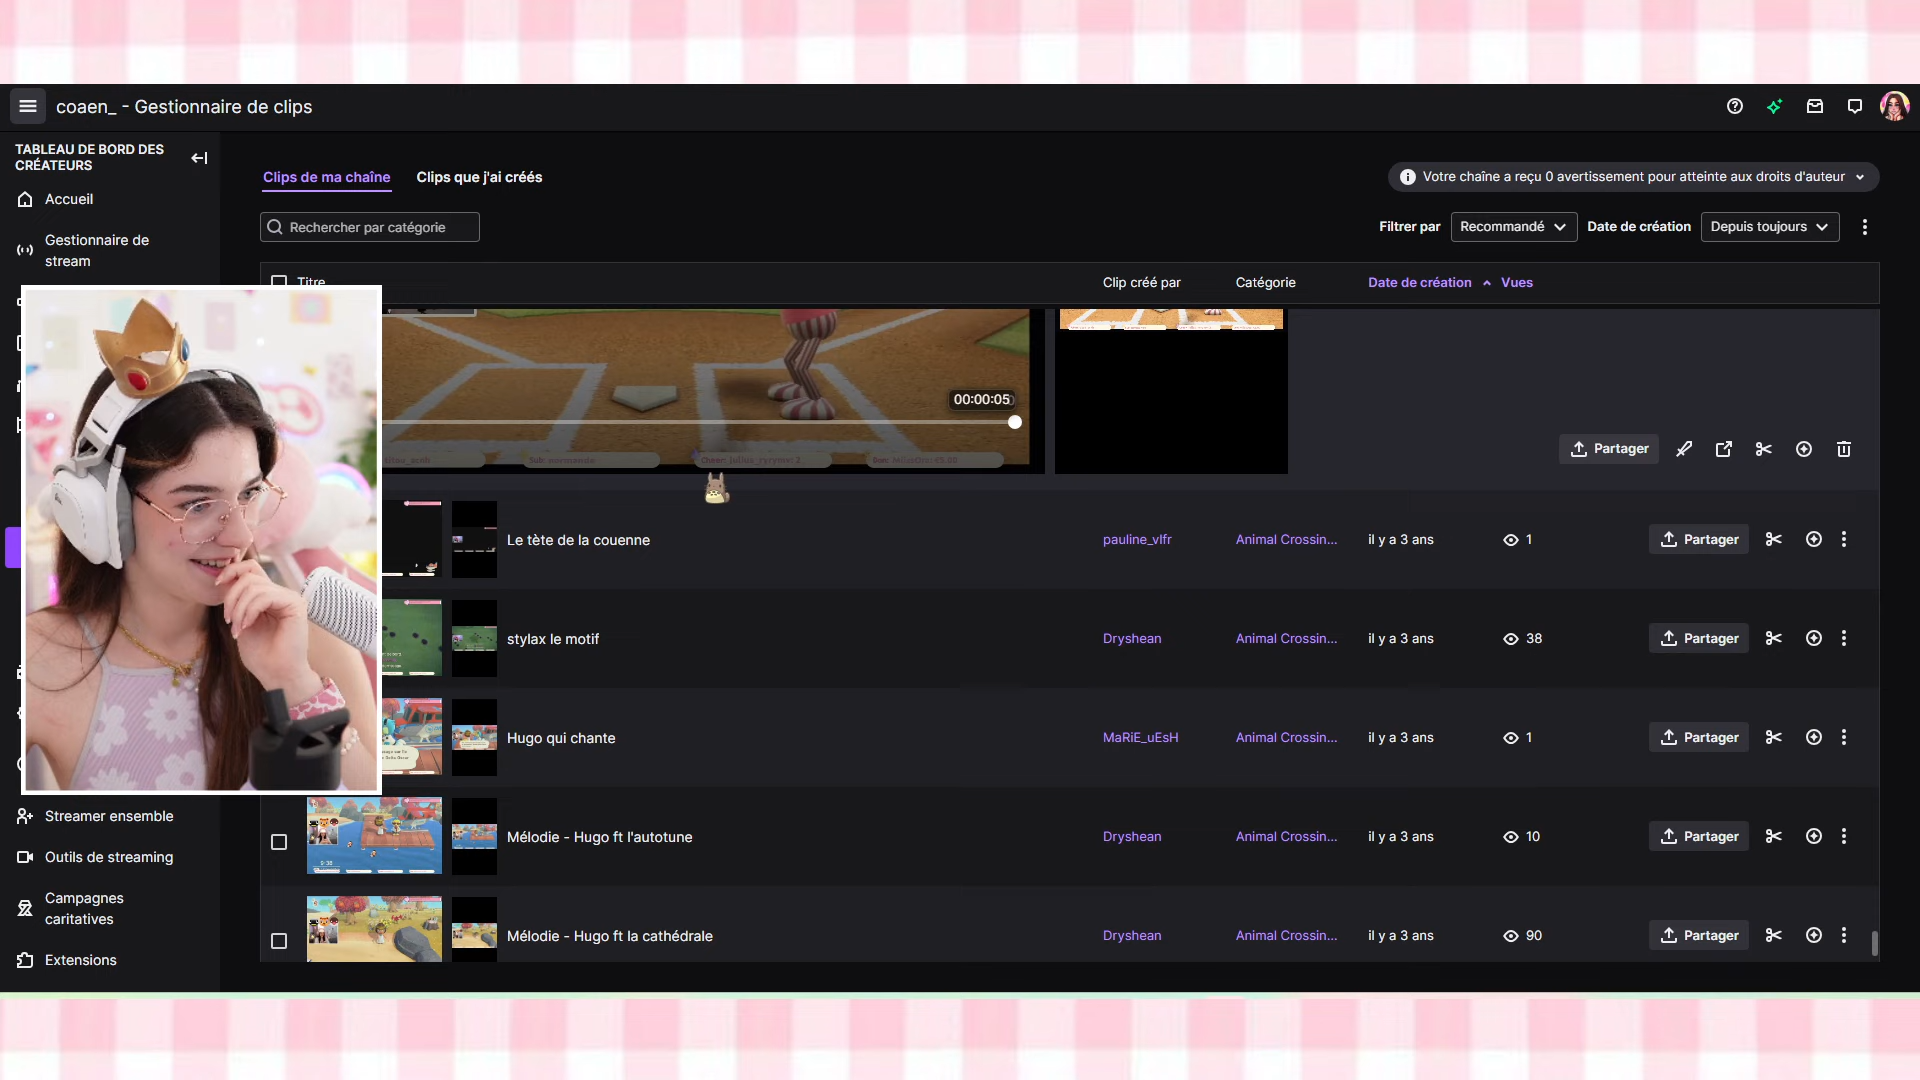 coaen_ - Gestionnaire de clips
TABLEAU DE BORD DES
CRÉATEURS
Accueil
Gestionnaire de
stream
Streamer ensemble
Outils de streaming
Campagnes
caritatives
Extensions
Clips de ma chaîne
Clips que j'ai créés
Votre chaîne a reçu 0 avertissement pour atteinte aux droits d'auteur
Rechercher par catégorie
Filtrer par
Recommandé
Date de création
Depuis toujours
Titre
Clip créé par
Catégorie
Date de création
Vues
00:00:05
Partager
Le tète de la couenne
pauline_vlfr
Animal Crossin...
il y a 3 ans
1
Partager
stylax le motif
Dryshean
Animal Crossin...
il y a 3 ans
38
Partager
Hugo qui chante
MaRiE_uEsH
Animal Crossin...
il y a 3 ans
1
Partager
Mélodie - Hugo ft l'autotune
Dryshean
Animal Crossin...
il y a 3 ans
10
Partager
Mélodie - Hugo ft la cathédrale
Dryshean
Animal Crossin...
il y a 3 ans
90
Partager